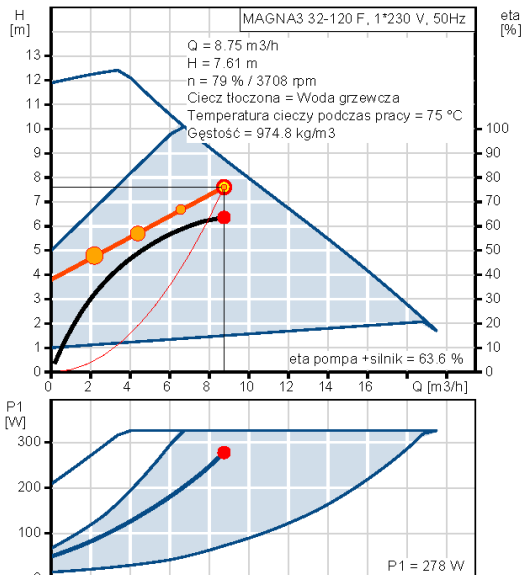 H
[m]
MAGNA3 32-120 F, 1*230 V, 50Hz
eta
[%]
Q = 8.75 m3/h
H = 7.61 m
n = 79 % / 3708 rpm
Ciecz tłoczona = Woda grzewcza
Temperatura cieczy podczas pracy = 75 °C
Gęstość = 974.8 kg/m3
13
12
11
10
9
8
7
6
5
4
3
2
1
0
100
90
80
70
60
50
40
30
20
10
0
eta pompa +silnik = 63.6 %
0
2
4
6
8
10
12
14
16
Q [m3/h]
P1
[W]
300
200
100
0
P1 = 278 W